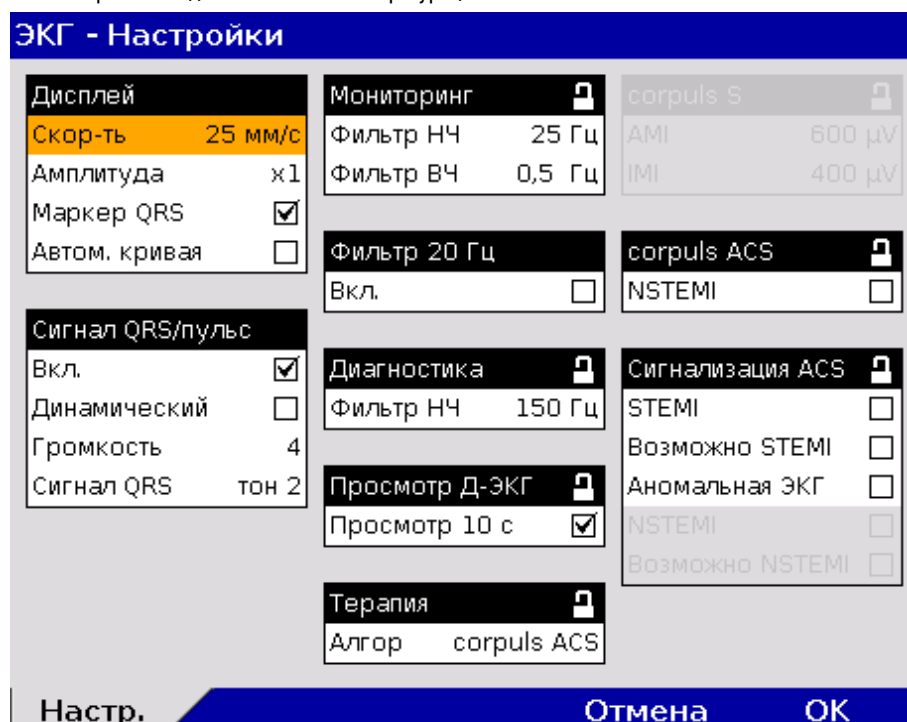 ЭКГ - Настройки
Дисплей
Скор-ть 25 мм/с
Амплитуда x1
Маркер QRS
Автом. кривая
Сигнал QRS/пульс
Вкл.
Динамический
Громкость 4
Сигнал QRS тон 2
Мониторинг
Фильтр НЧ 25 Гц
Фильтр ВЧ 0,5 Гц
Фильтр 20 Гц
Вкл.
Диагностика
Фильтр НЧ 150 Гц
Просмотр Д-ЭКГ
Просмотр 10 с
Терапия
Алгор corpuls ACS
corpuls S
AMI 600 µV
IMI 400 µV
corpuls ACS
NSTEMI
Сигнализация ACS
STEMI
Возможно STEMI
Аномальная ЭКГ
NSTEMI
Возможно NSTEMI
Настр. Отмена OK